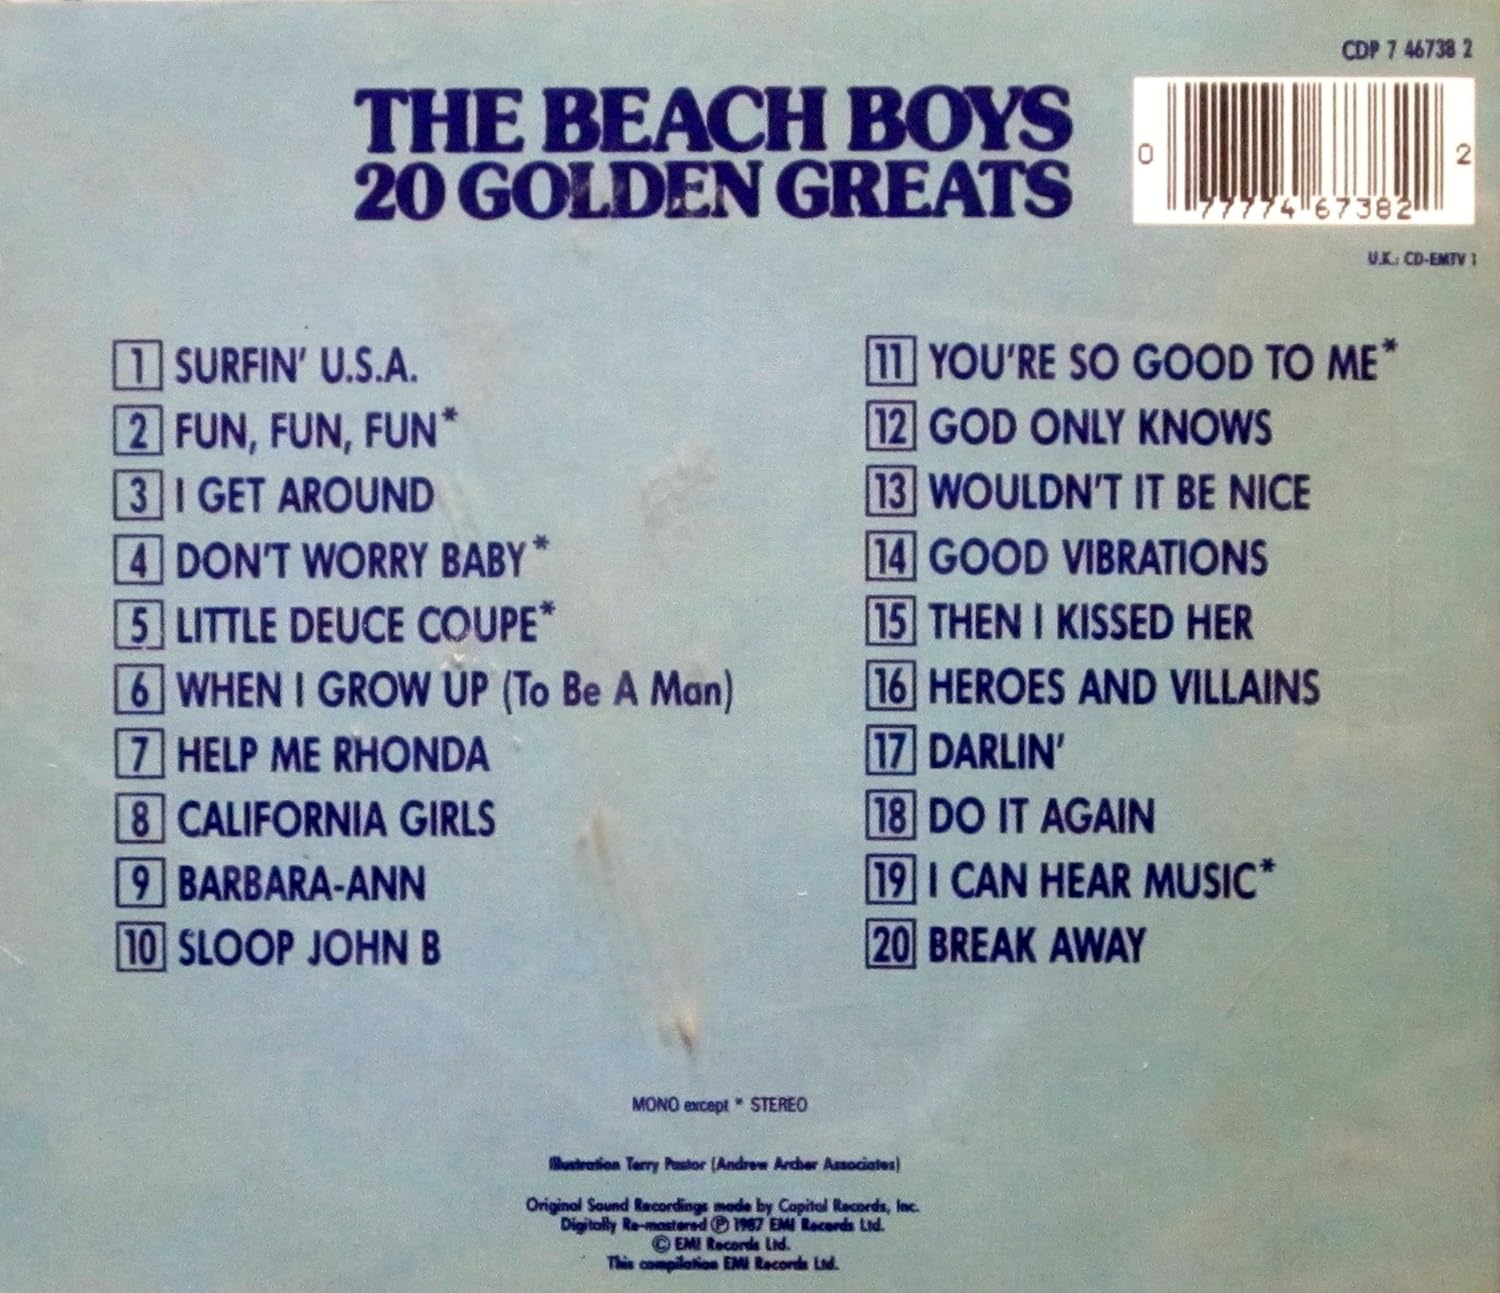 CDP 7 46738 2
THE BEACH BOYS
20 GOLDEN GREATS
0 77774 67382 2
U.K.: CD-EMTV 1
1 SURFIN' U.S.A.
2 FUN, FUN, FUN*
3 I GET AROUND
4 DON'T WORRY BABY*
5 LITTLE DEUCE COUPE*
6 WHEN I GROW UP (To Be A Man)
7 HELP ME RHONDA
8 CALIFORNIA GIRLS
9 BARBARA-ANN
10 SLOOP JOHN B
11 YOU'RE SO GOOD TO ME*
12 GOD ONLY KNOWS
13 WOULDN'T IT BE NICE
14 GOOD VIBRATIONS
15 THEN I KISSED HER
16 HEROES AND VILLAINS
17 DARLIN'
18 DO IT AGAIN
19 I CAN HEAR MUSIC*
20 BREAK AWAY
MONO except * STEREO
Illustration Terry Pastor (Andrew Archer Associates)
Original Sound Recordings made by Capitol Records, Inc.
Digitally Re-mastered Ⓟ 1987 EMI Records Ltd.
© EMI Records Ltd.
This compilation EMI Records Ltd.